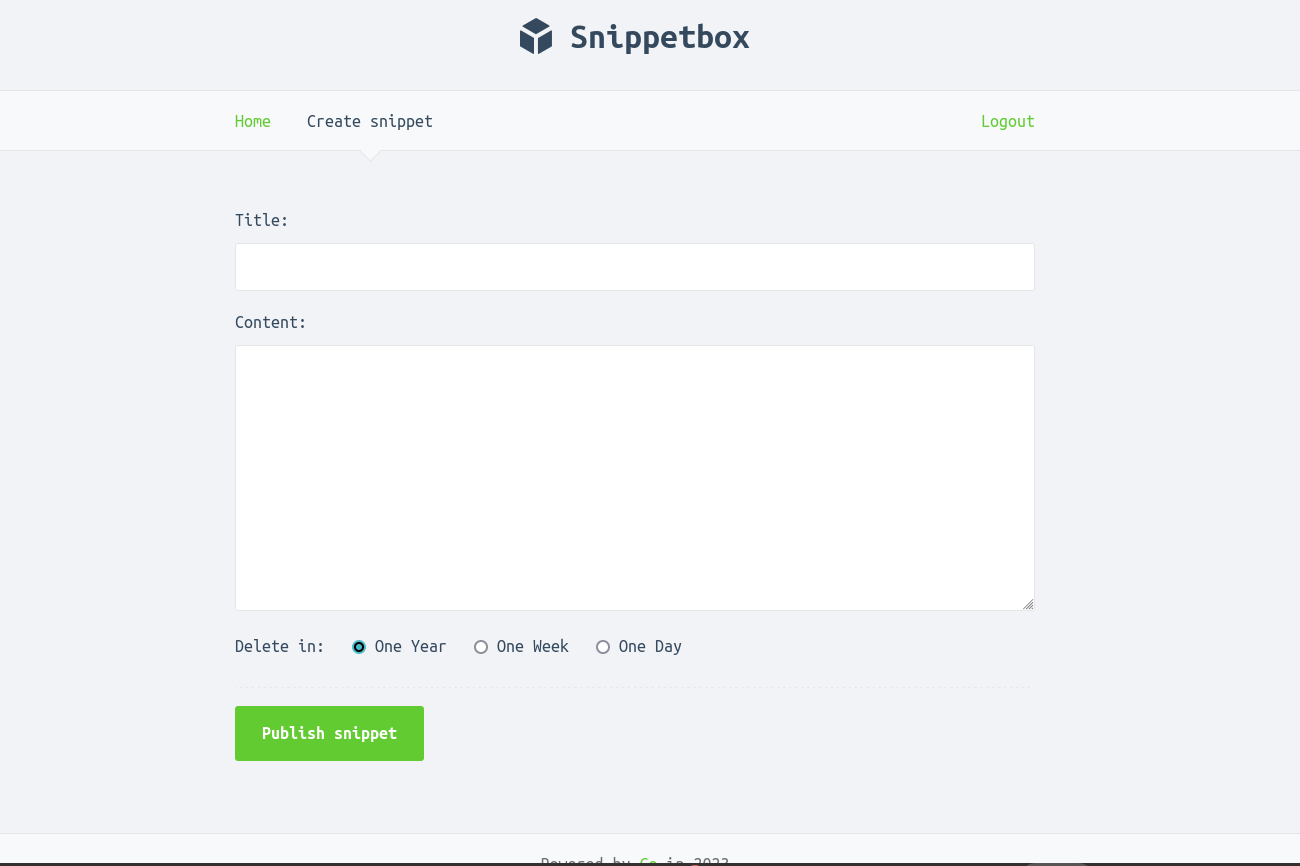 Snippetbox
Home Create snippet Logout
Title:
Content:
Delete in: One Year One Week One Day
Publish snippet
Powered by Go in 2023